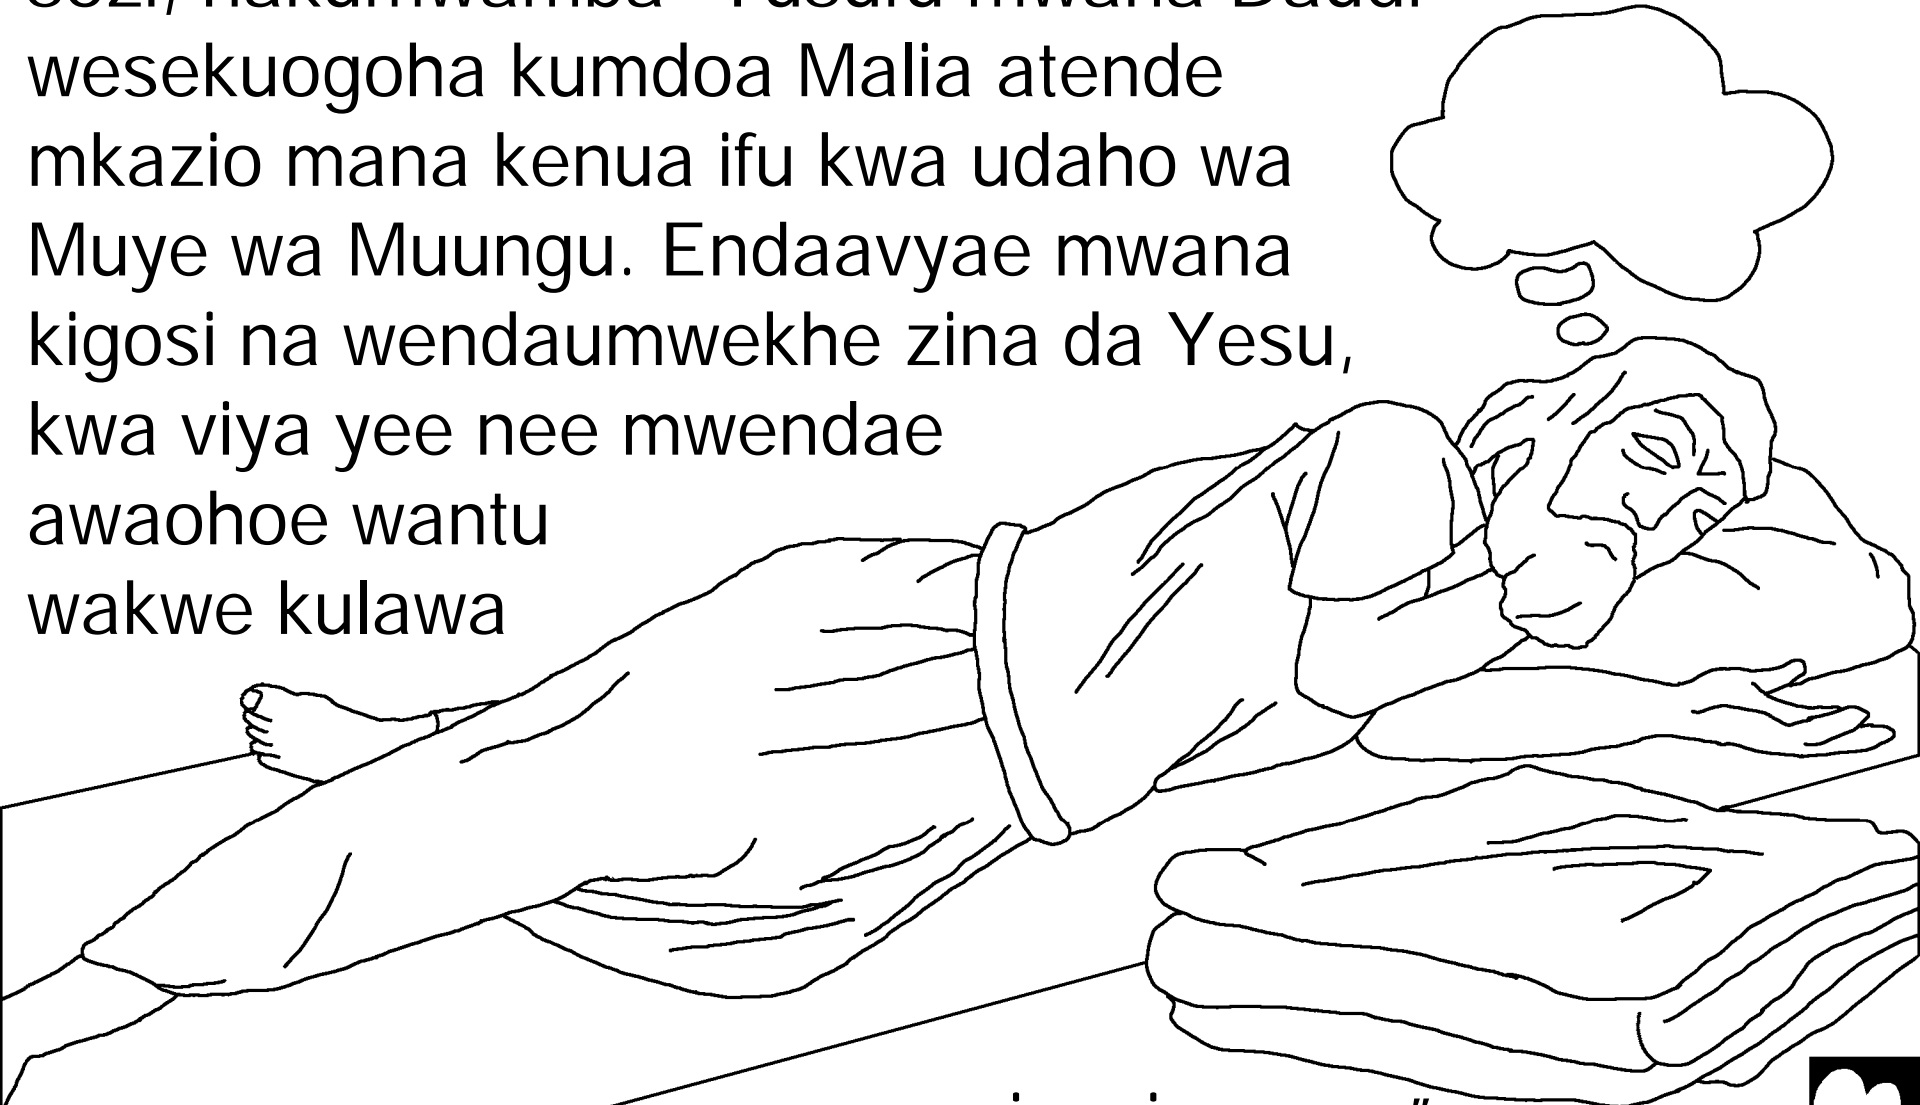 wesekuogoha kumdoa Malia atende
mkazio mana kenua ifu kwa udaho wa
Muye wa Muungu. Endaavyae mwana
kigosi na wendaumwekhe zina da Yesu,
kwa viya yee nee mwendae
awaohoe wantu
wakwe kulawa